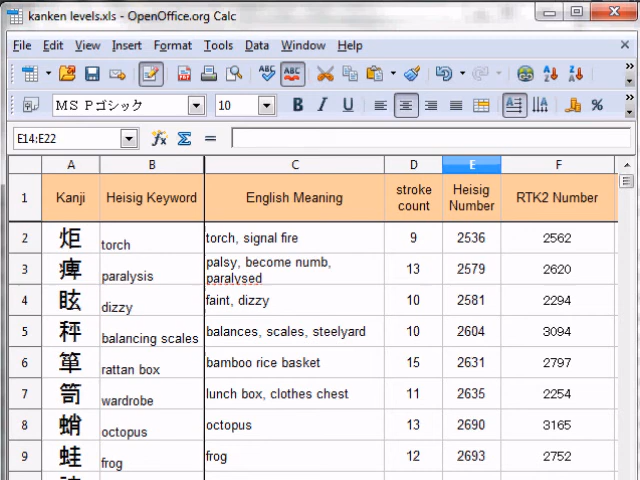 kanken levels.xls - OpenOffice.org Calc
File Edit View Insert Format Tools Data Window Help
MS Pゴシック 10 B I U %
E14:E22
A B C D E F
1 Kanji Heisig Keyword English Meaning stroke count Heisig Number RTK2 Number
2 炬 torch torch, signal fire 9 2536 2562
3 痺 paralysis palsy, become numb, paralysed 13 2579 2620
4 眩 dizzy faint, dizzy 10 2581 2294
5 秤 balancing scales balances, scales, steelyard 10 2604 3094
6 箪 rattan box bamboo rice basket 15 2631 2797
7 笥 wardrobe lunch box, clothes chest 11 2635 2254
8 蛸 octopus octopus 13 2690 3165
9 蛙 frog frog 12 2693 2752